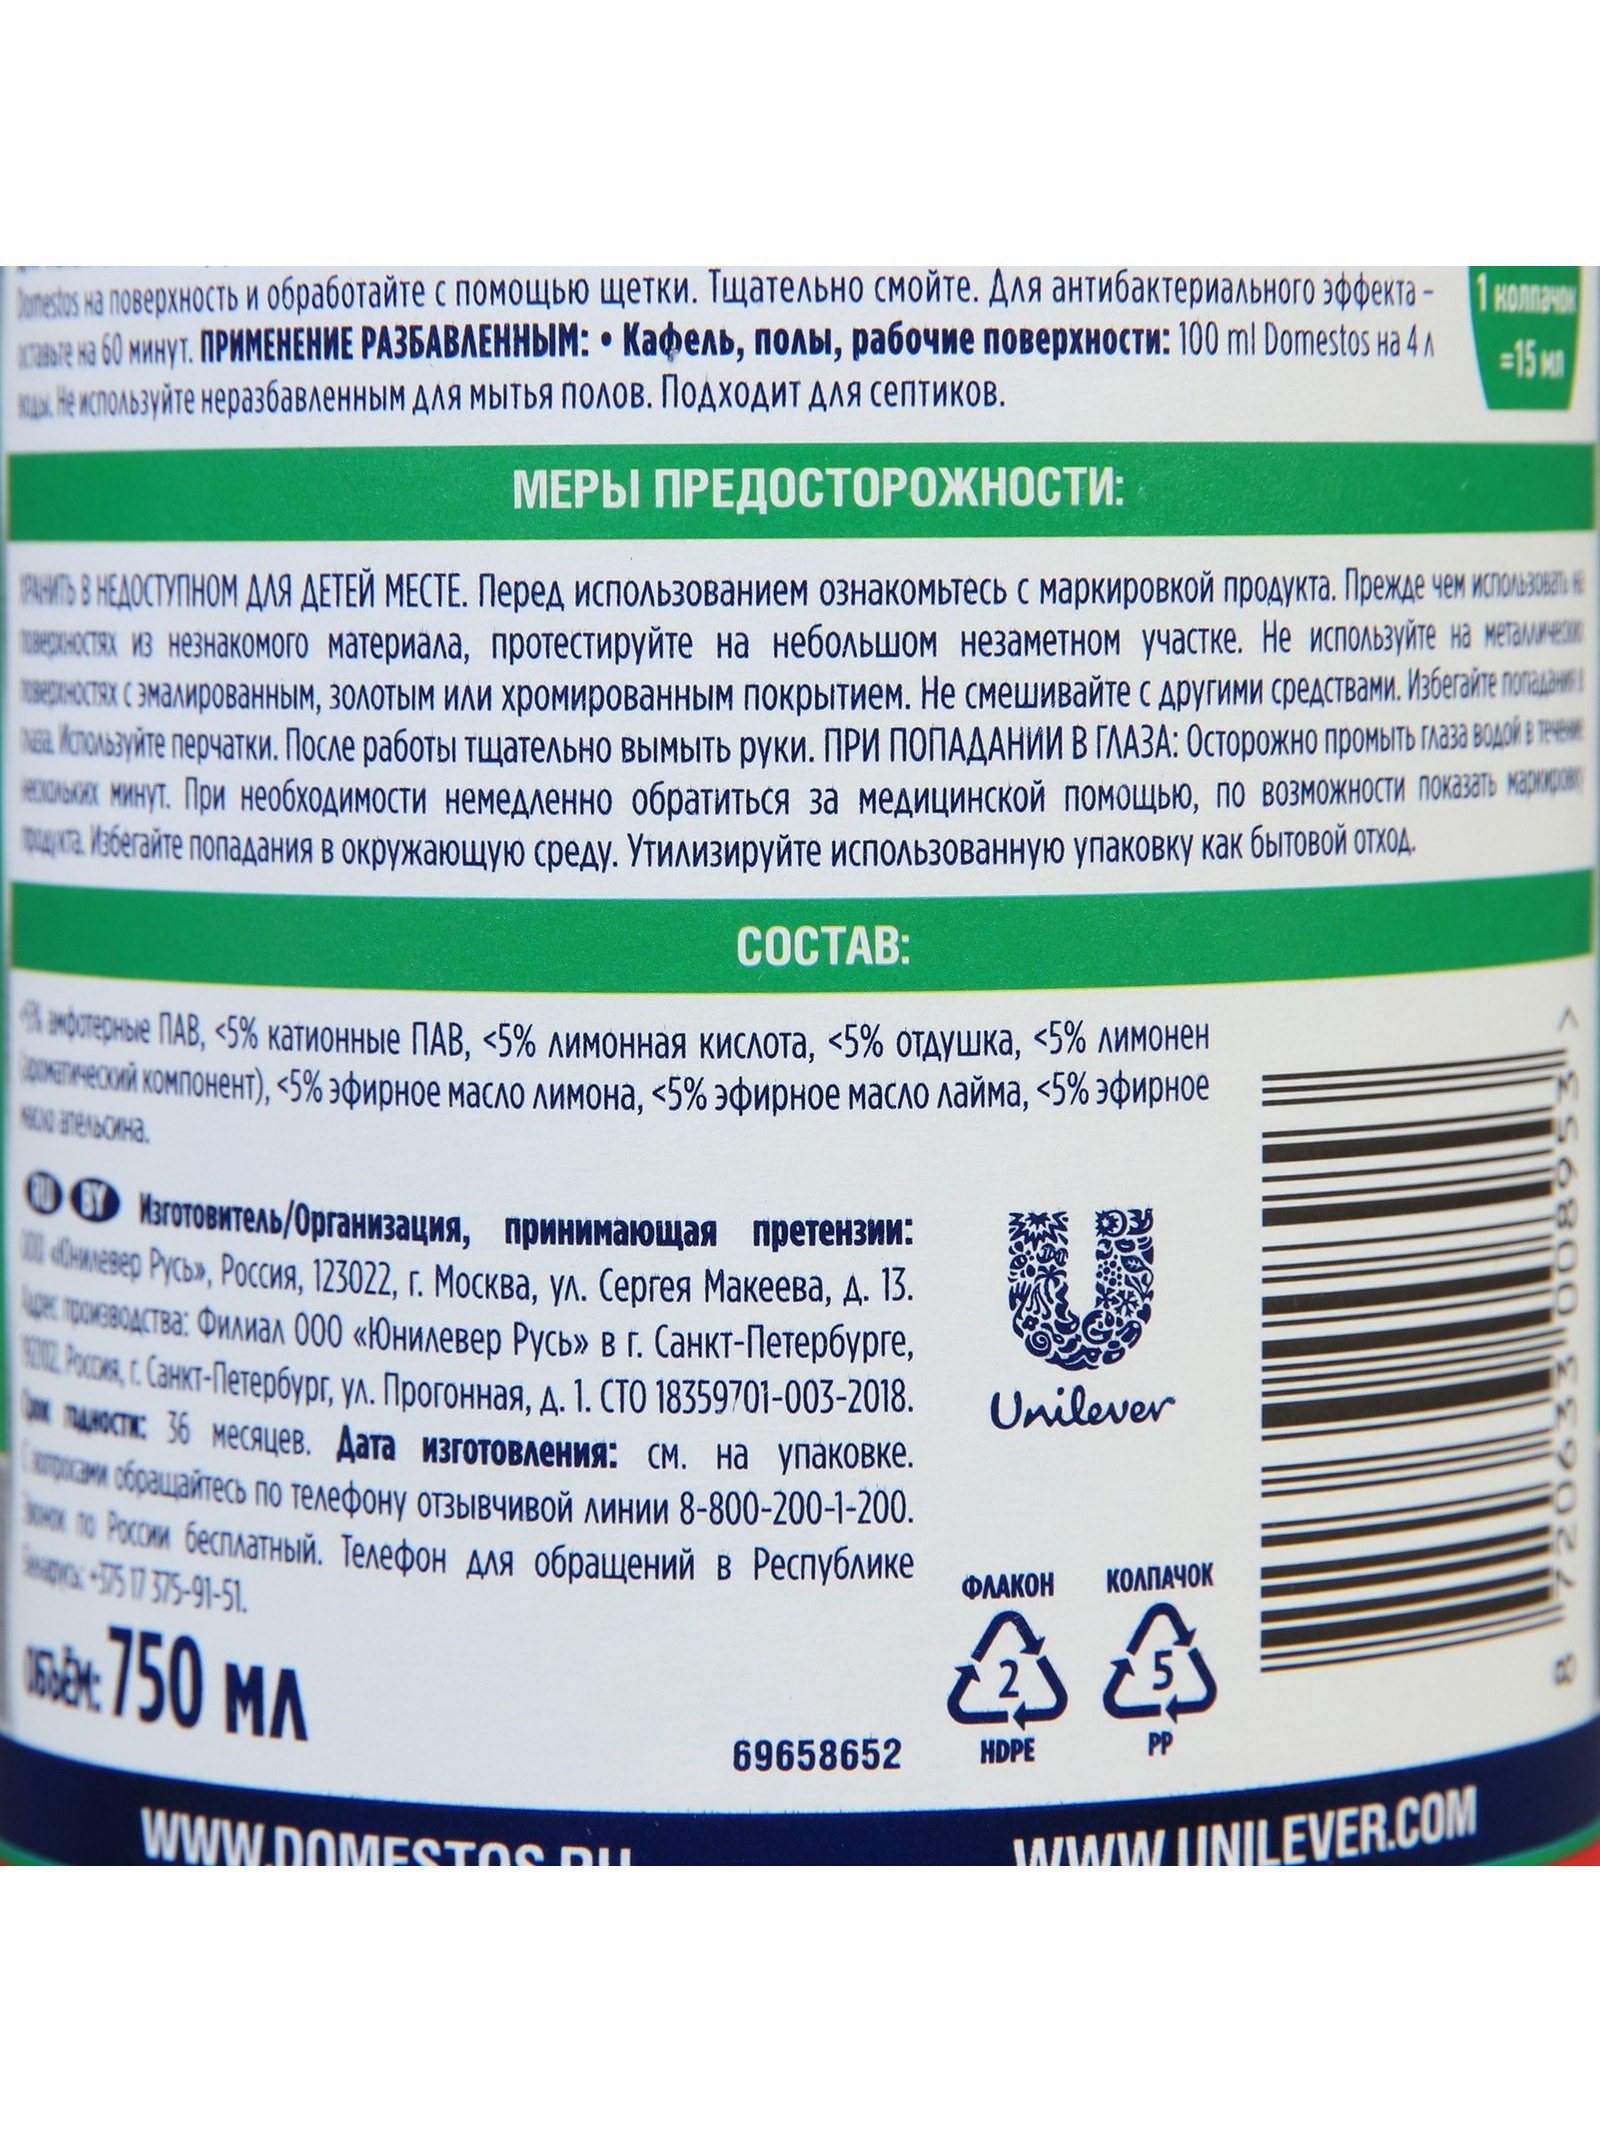 Domestos на поверхность и обработайте с помощью щетки. Тщательно смойте. Для антибактериального эффекта –
оставьте на 60 минут. ПРИМЕНЕНИЕ РАЗБАВЛЕННЫМ: • Кафель, полы, рабочие поверхности: 100 ml Domestos на 4 л
воды. Не используйте неразбавленным для мытья полов. Подходит для септиков.
1 колпачок
=15 мл
МЕРЫ ПРЕДОСТОРОЖНОСТИ:
ХРАНИТЬ В НЕДОСТУПНОМ ДЛЯ ДЕТЕЙ МЕСТЕ. Перед использованием ознакомьтесь с маркировкой продукта. Прежде чем использовать на
поверхностях из незнакомого материала, протестируйте на небольшом незаметном участке. Не используйте на металлических
поверхностях с эмалированным, золотым или хромированным покрытием. Не смешивайте с другими средствами. Избегайте попадания в
глаза. Используйте перчатки. После работы тщательно вымыть руки. ПРИ ПОПАДАНИИ В ГЛАЗА: Осторожно промыть глаза водой в течение
нескольких минут. При необходимости немедленно обратиться за медицинской помощью, по возможности показать маркировку
продукта. Избегайте попадания в окружающую среду. Утилизируйте использованную упаковку как бытовой отход.
СОСТАВ:
<5% амфотерные ПАВ, <5% катионные ПАВ, <5% лимонная кислота, <5% отдушка, <5% лимонен
(ароматический компонент), <5% эфирное масло лимона, <5% эфирное масло лайма, <5% эфирное
масло апельсина.
RU BY Изготовитель/Организация, принимающая претензии:
ООО «Юнилевер Русь», Россия, 123022, г. Москва, ул. Сергея Макеева, д. 13.
Адрес производства: Филиал ООО «Юнилевер Русь» в г. Санкт-Петербурге,
Россия, г. Санкт-Петербург, ул. Прогонная, д. 1. СТО 18359701-003-2018.
Срок годности: 36 месяцев. Дата изготовления: см. на упаковке.
С вопросами обращайтесь по телефону отзывчивой линии 8-800-200-1-200.
Звонок по России бесплатный. Телефон для обращений в Республике
Беларусь: +375 17 375-91-51.
ОБЪЁМ: 750 МЛ
69658652
Unilever
ФЛАКОН
2
HDPE
КОЛПАЧОК
5
PP
8 720633 008953 >
WWW.DOMESTOS.RU
WWW.UNILEVER.COM